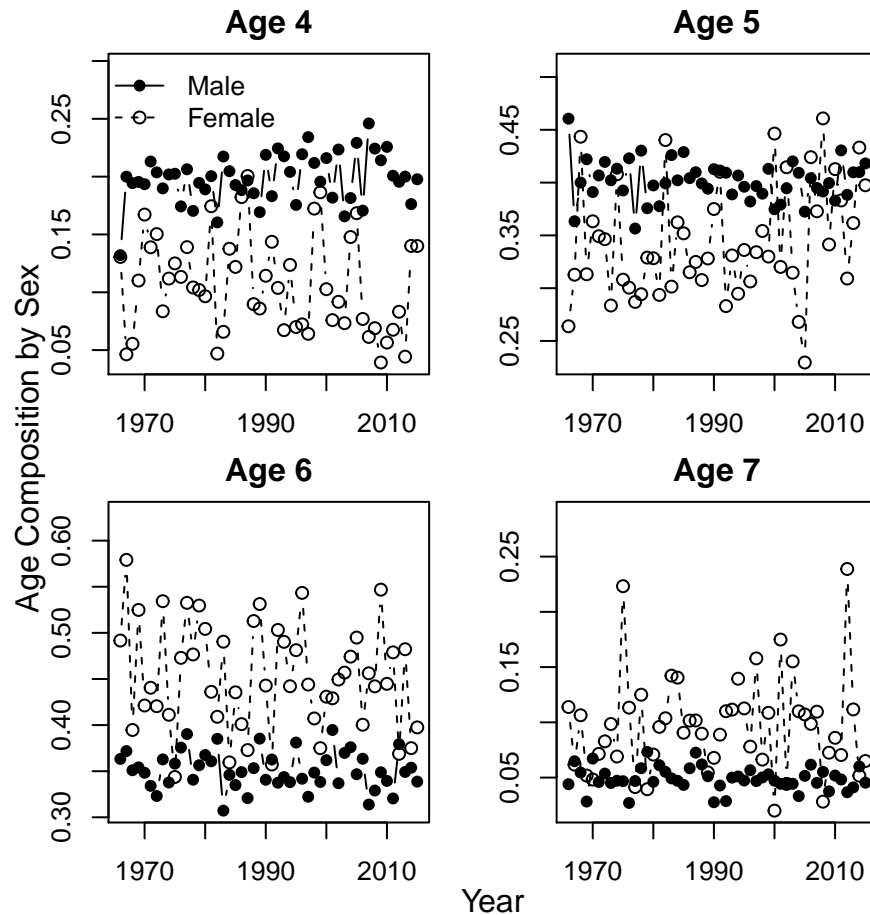 Age 4
Age 5
Male
Female
0.05 0.15 0.25
0.25 0.35 0.45
1970 1990 2010
1970 1990 2010
Age 6
Age 7
0.30 0.40 0.50 0.60
0.05 0.15 0.25
1970 1990 2010
1970 1990 2010
Age Composition by Sex
Year